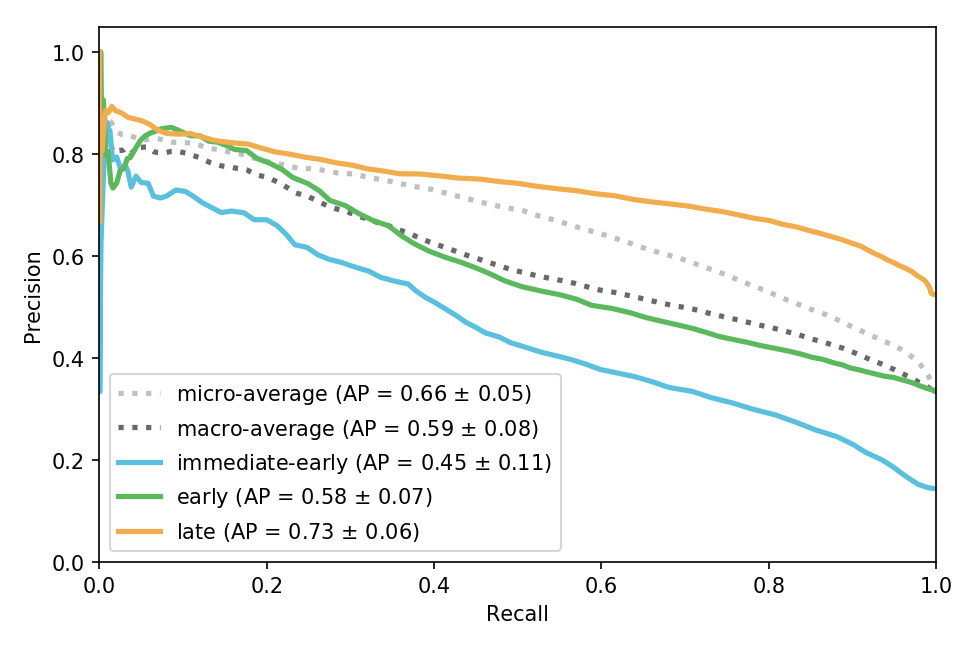 1.0
0.8
0.6
0.4
0.2
0.0
Precision
micro-average (AP = 0.66 ± 0.05)
macro-average (AP = 0.59 ± 0.08)
immediate-early (AP = 0.45 ± 0.11)
early (AP = 0.58 ± 0.07)
late (AP = 0.73 ± 0.06)
0.0 0.2 0.4 0.6 0.8 1.0
Recall